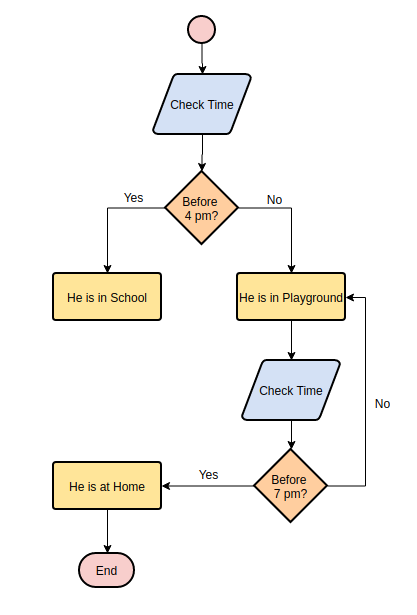 Check Time
Before
4 pm?
Yes
No
He is in School
He is in Playground
Check Time
No
Before
7 pm?
Yes
He is at Home
End